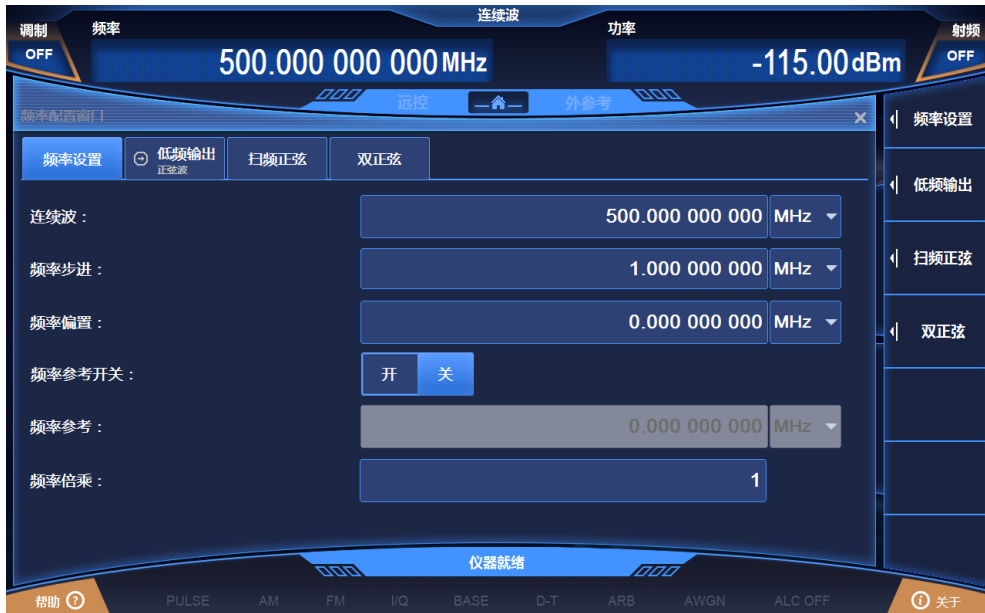 连续波
调制
频率
功率
射频
OFF
500.000 000 000 MHz
-115.00 dBm
OFF
远控
外参考
频率配置窗口
频率设置
低频输出
正弦波
扫频正弦
双正弦
连续波：
500.000 000 000 MHz
频率步进：
1.000 000 000 MHz
频率偏置：
0.000 000 000 MHz
频率参考开关：
开 关
频率参考：
0.000 000 000 MHz
频率倍乘：
1
频率设置
低频输出
扫频正弦
双正弦
仪器就绪
帮助
PULSE AM FM I/Q BASE D-T ARB AWGN ALC OFF
关于